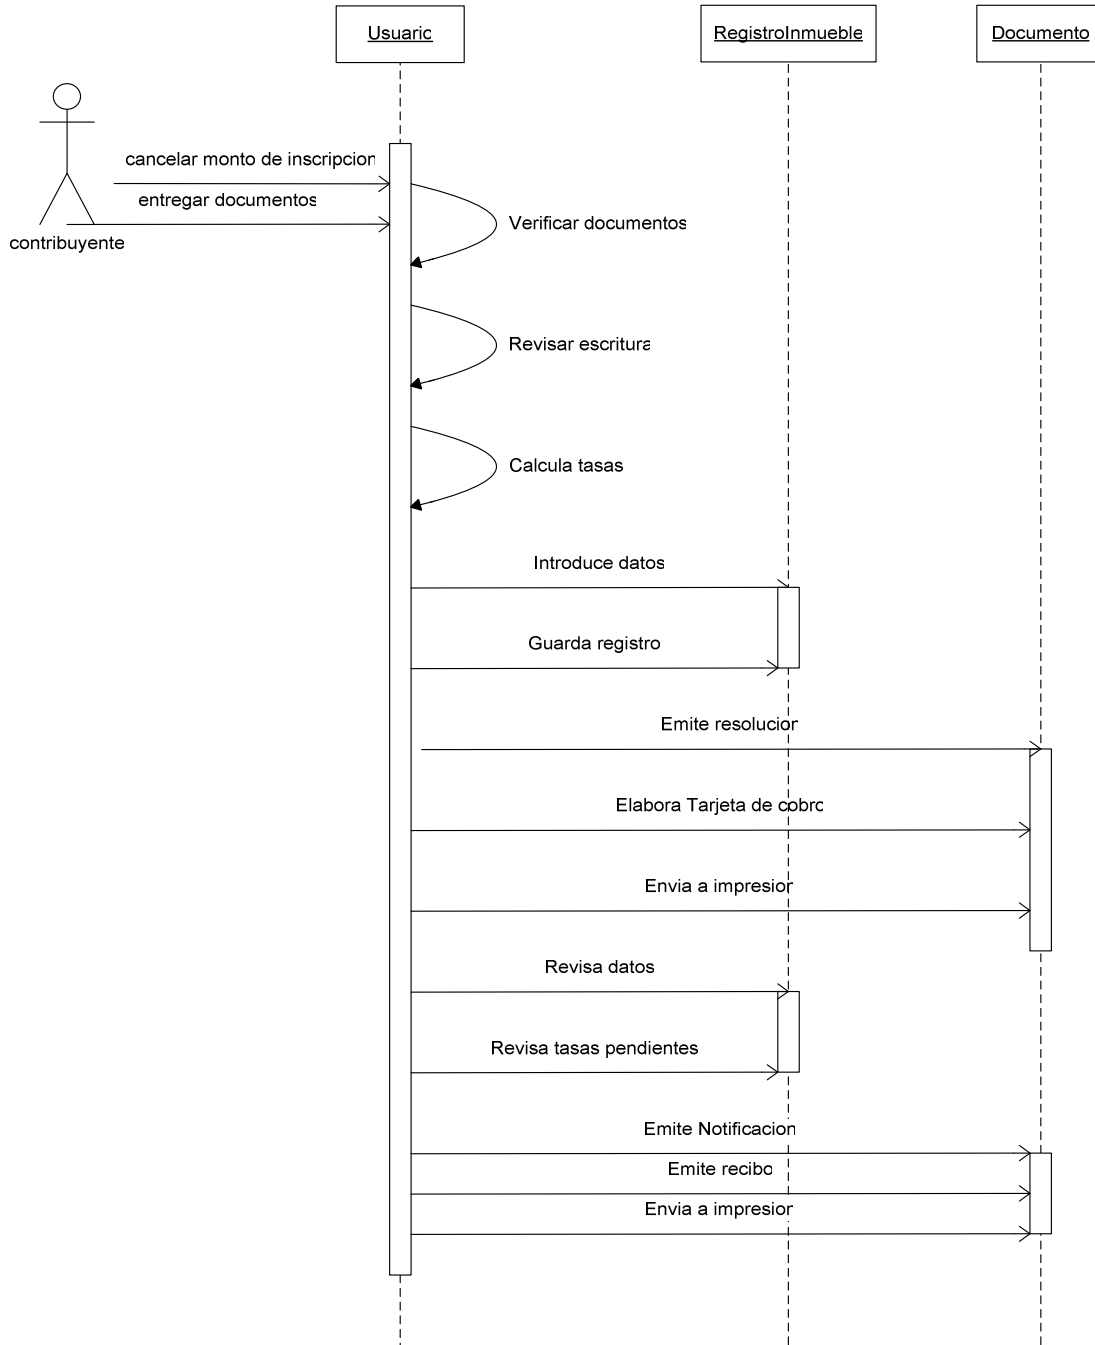 Usuario
RegistroInmueble
Documento
cancelar monto de inscripcion
entregar documentos
contribuyente
Verificar documentos
Revisar escritura
Calcula tasas
Introduce datos
Guarda registro
Emite resolucion
Elabora Tarjeta de cobro
Envia a impresion
Revisa datos
Revisa tasas pendientes
Emite Notificacion
Emite recibo
Envia a impresion